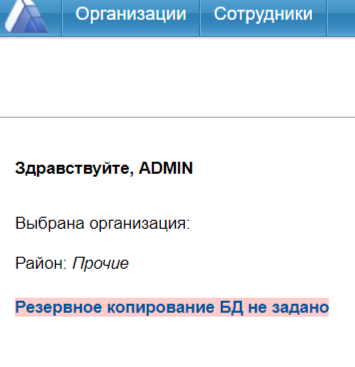 Организации Сотрудники
Здравствуйте, ADMIN
Выбрана организация:
Район: Прочие
Резервное копирование БД не задано